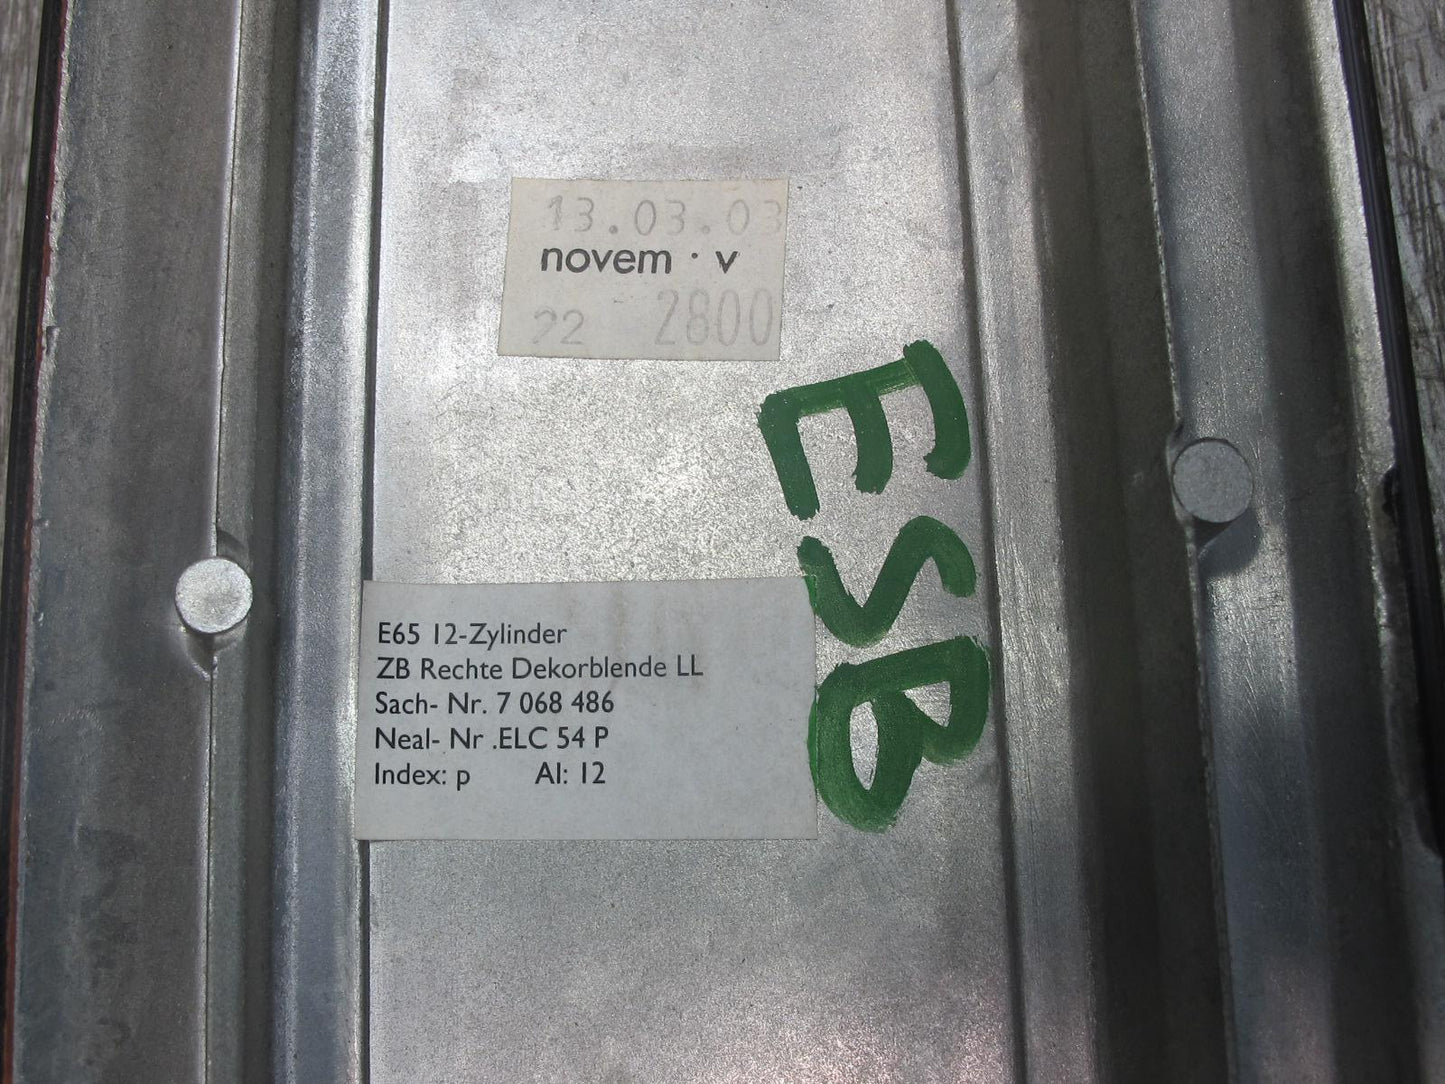 13.03.03
novem · v
22 2800
ESB
E65 12-Zylinder
ZB Rechte Dekorblende LL
Sach- Nr. 7 068 486
Neal- Nr .ELC 54 P
Index: p AI: 12